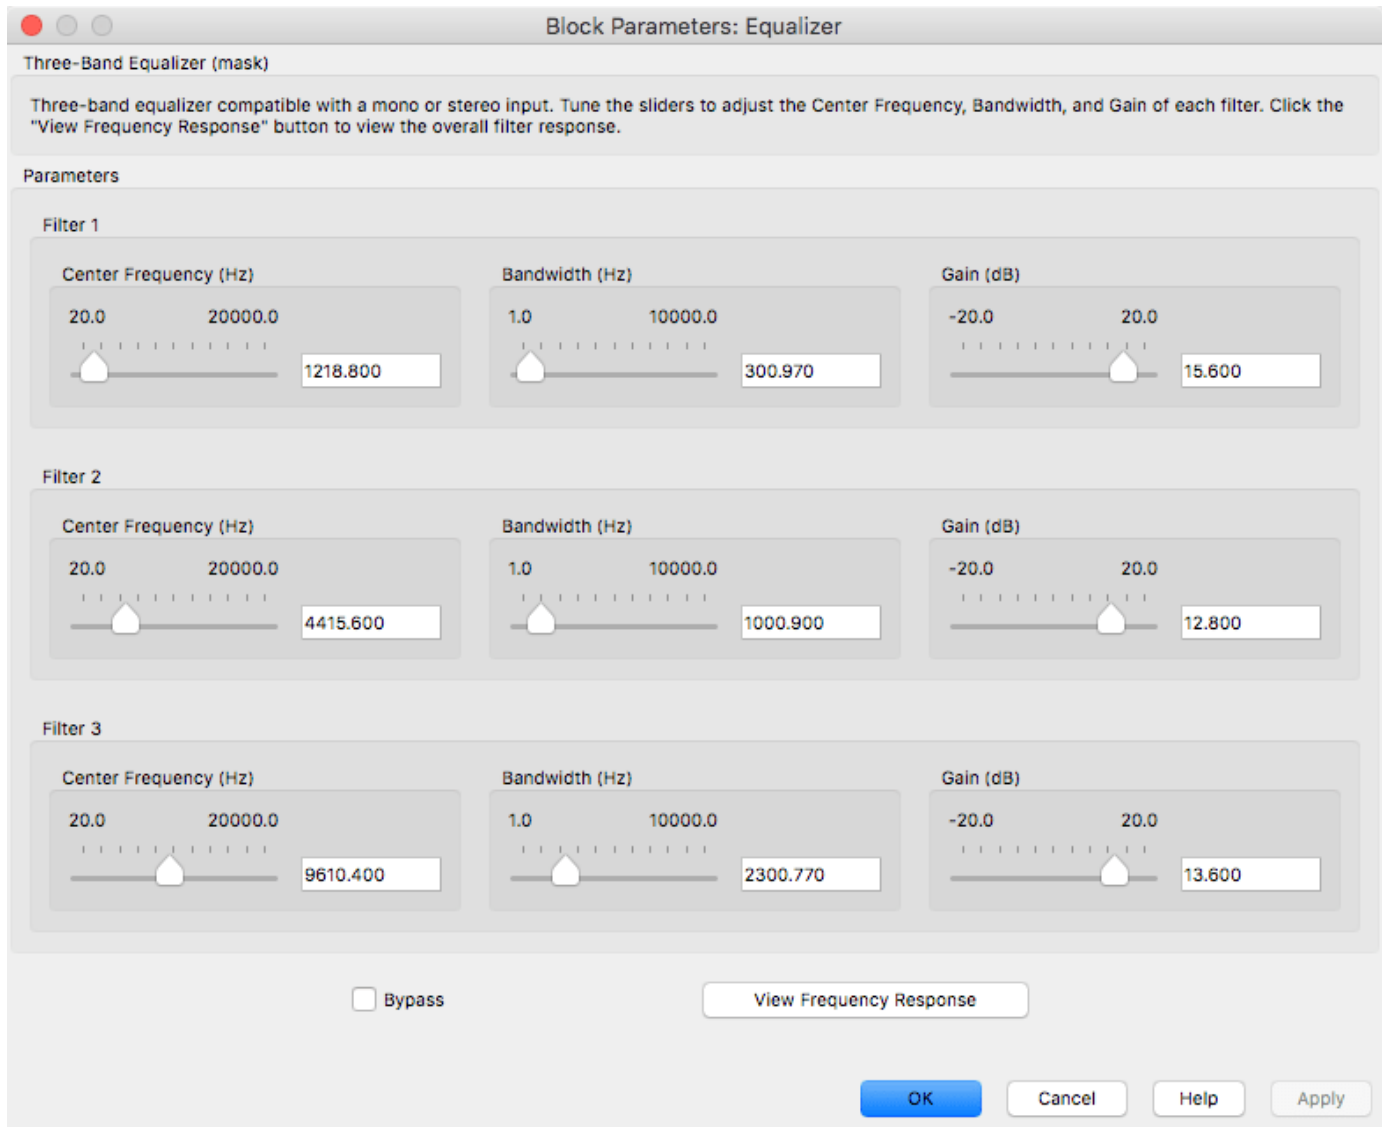 Block Parameters: Equalizer
Three-Band Equalizer (mask)
Three-band equalizer compatible with a mono or stereo input. Tune the sliders to adjust the Center Frequency, Bandwidth, and Gain of each filter. Click the
"View Frequency Response" button to view the overall filter response.
Parameters
Filter 1
Center Frequency (Hz) Bandwidth (Hz) Gain (dB)
20.0 20000.0 1.0 10000.0 -20.0 20.0
1218.800 300.970 15.600
Filter 2
Center Frequency (Hz) Bandwidth (Hz) Gain (dB)
20.0 20000.0 1.0 10000.0 -20.0 20.0
4415.600 1000.900 12.800
Filter 3
Center Frequency (Hz) Bandwidth (Hz) Gain (dB)
20.0 20000.0 1.0 10000.0 -20.0 20.0
9610.400 2300.770 13.600
Bypass View Frequency Response
OK Cancel Help Apply